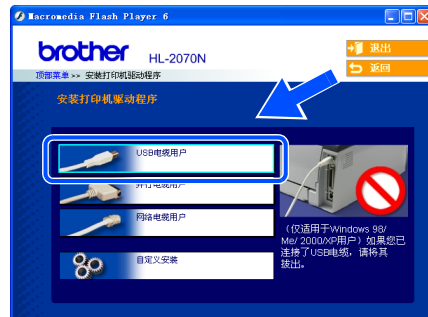 Macromedia Flash Player 6
brother HL-2070N
退出
返回
顶部菜单 >> 安装打印机驱动程序
安装打印机驱动程序
USB电缆用户
并行电缆用户
网络电缆用户
自定义安装
（仅适用于Windows 98/
Me/ 2000/XP用户）如果您已
连接了USB电缆，请将其
拔出。